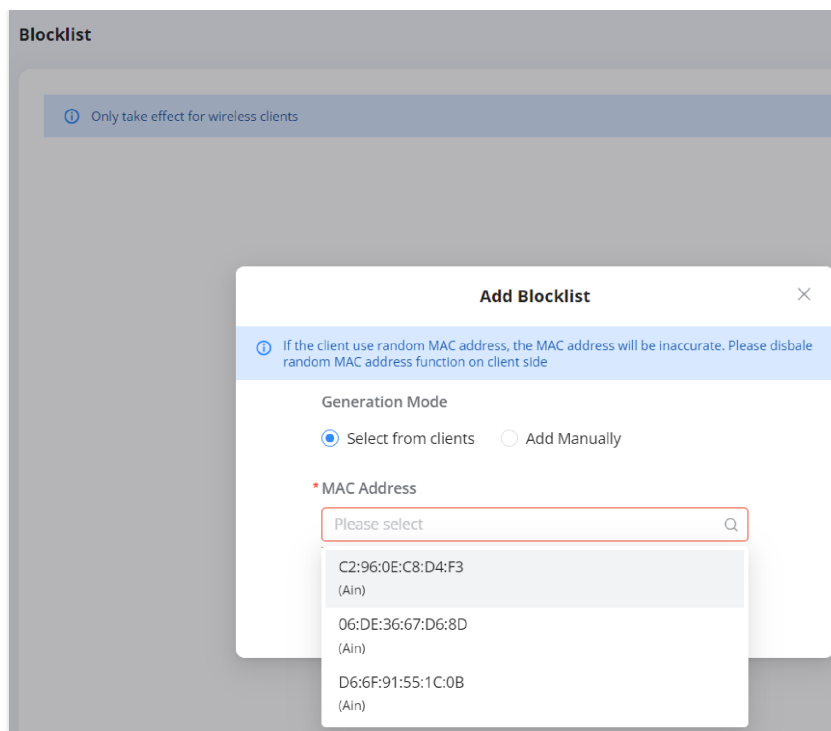 Blocklist
Only take effect for wireless clients
Add Blocklist
If the client use random MAC address, the MAC address will be inaccurate. Please disbale
random MAC address function on client side
Generation Mode
Select from clients
Add Manually
* MAC Address
Please select
C2:96:0E:C8:D4:F3
(Ain)
06:DE:36:67:D6:8D
(Ain)
D6:6F:91:55:1C:0B
(Ain)